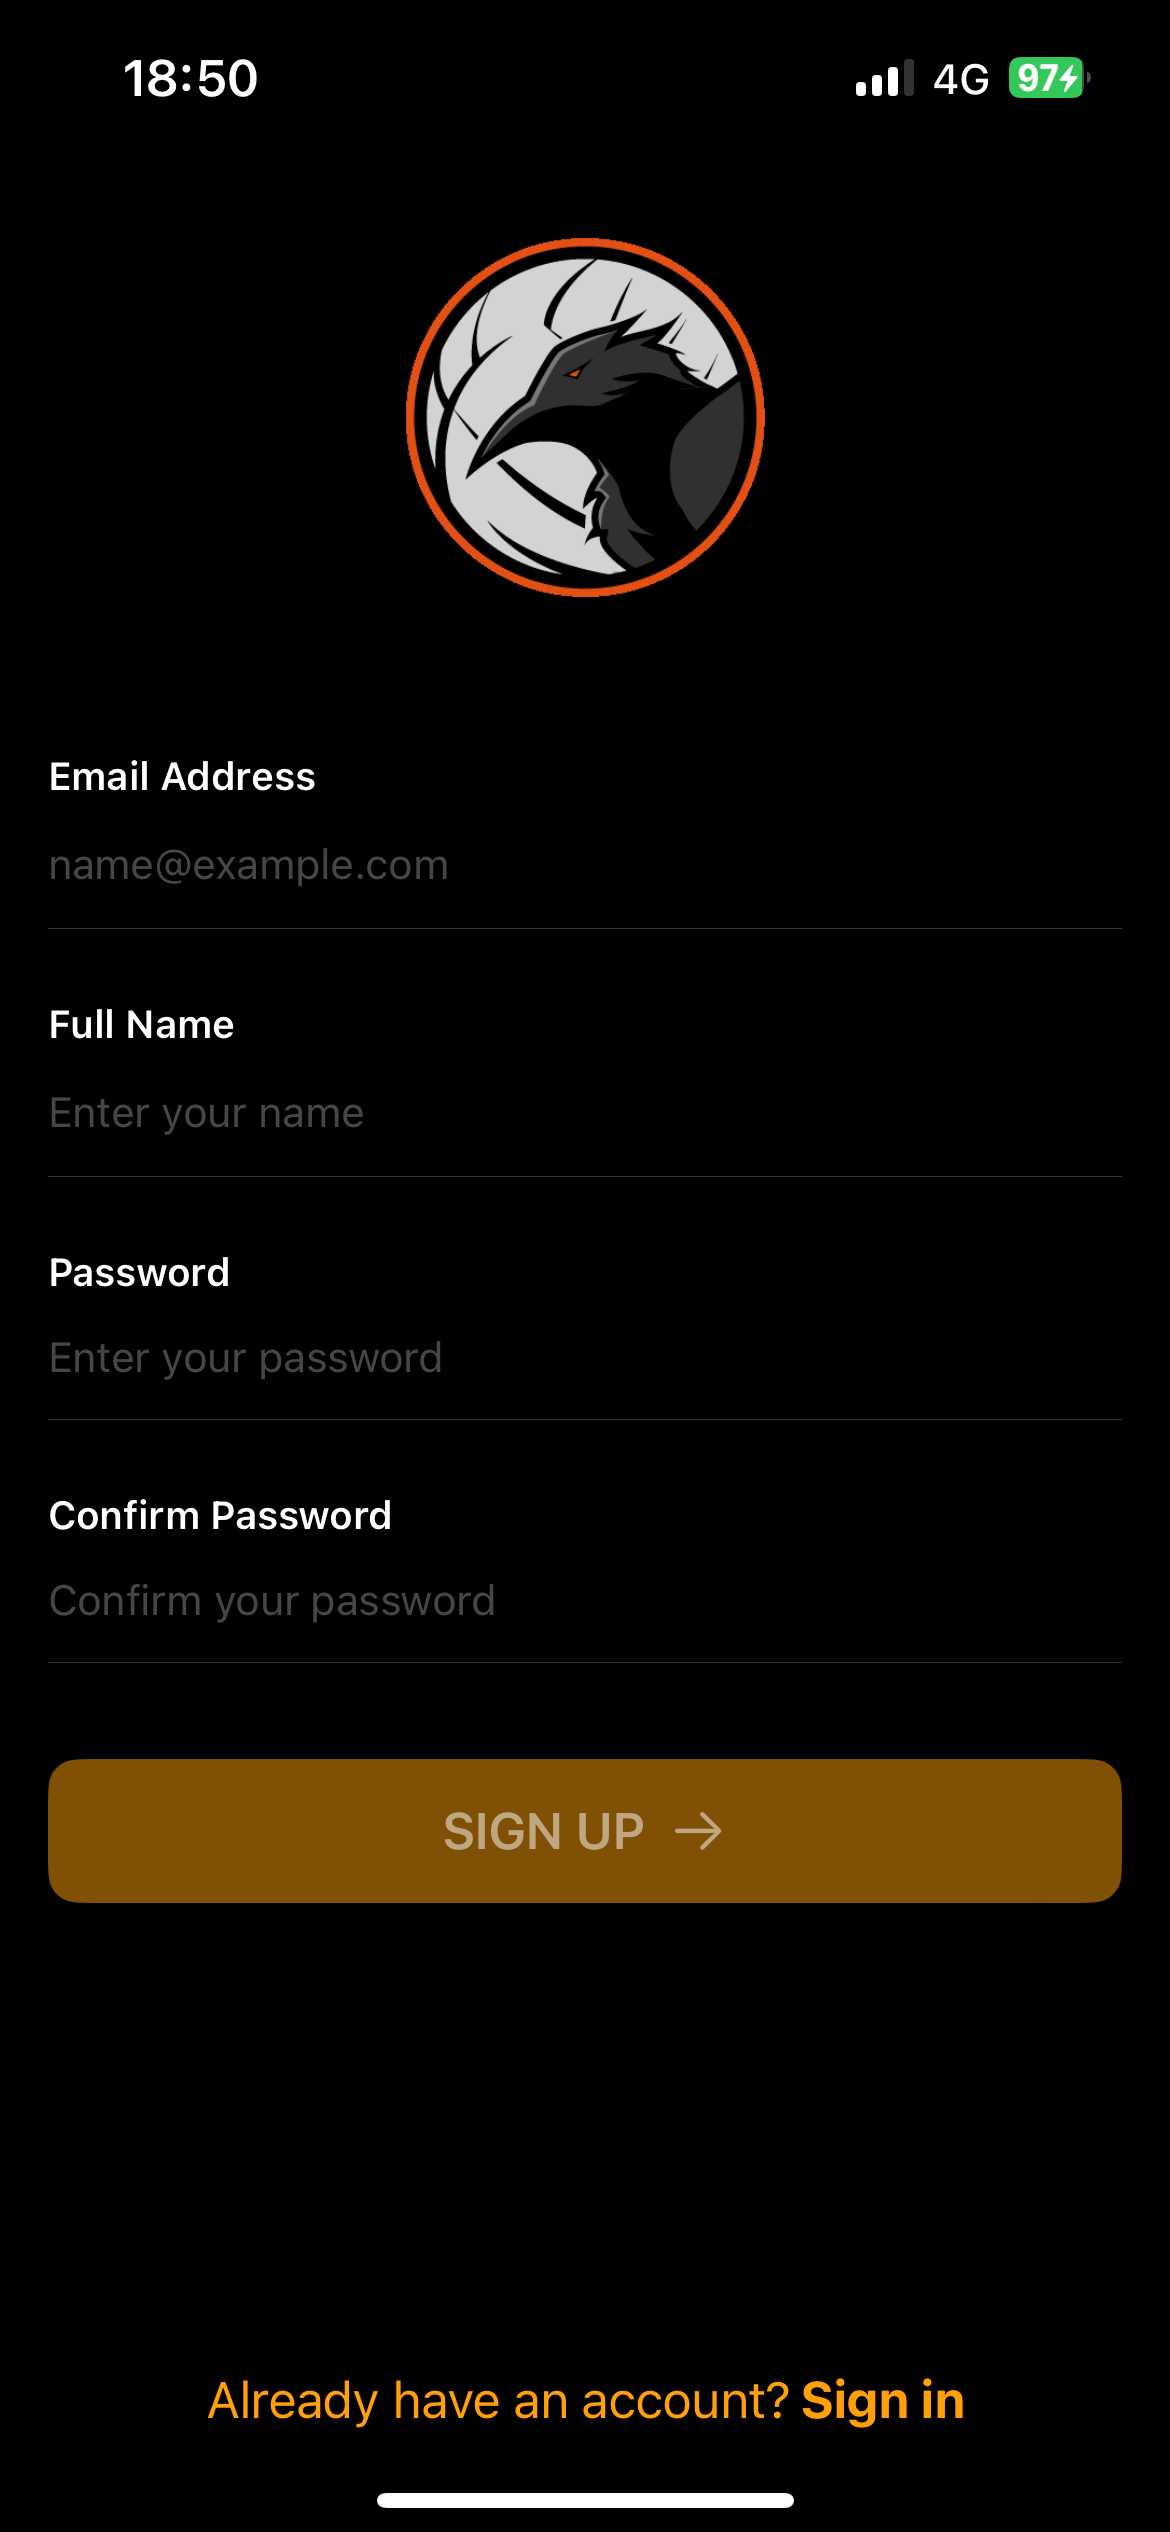 18:50 4G 97
Email Address
name@example.com
Full Name
Enter your name
Password
Enter your password
Confirm Password
Confirm your password
SIGN UP →
Already have an account? Sign in